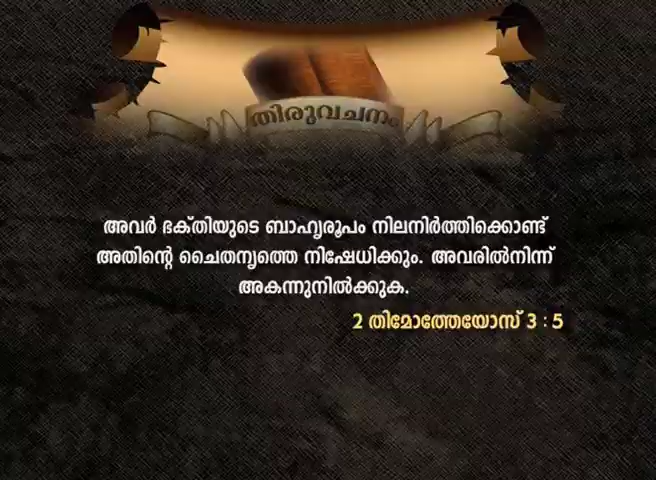 തിരുവചനം
അവർ ഭക്തിയുടെ ബാഹ്യരൂപം നിലനിർത്തിക്കൊണ്ട്
അതിന്റെ ചൈതന്യത്തെ നിഷേധിക്കും. അവരിൽനിന്ന്
അകന്നുനിൽക്കുക.
2 തിമോത്തേയോസ് 3 : 5